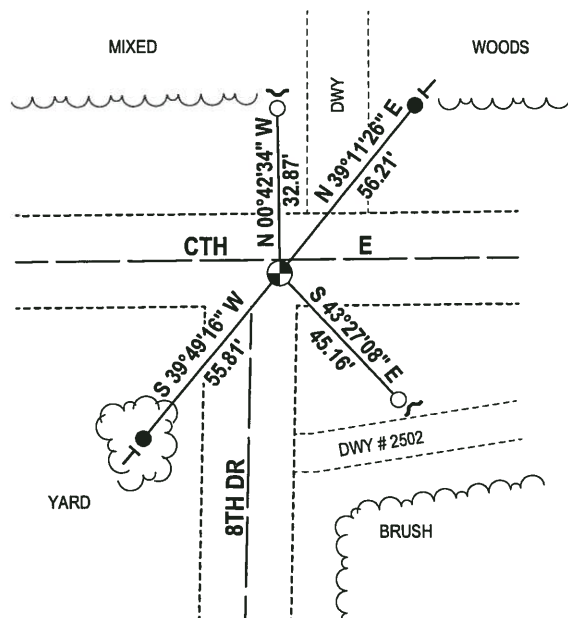 MIXED
WOODS
DWY
N 00°42'34" W
32.87'
N 39°11'26" E
56.21'
CTH E
S 39°49'16" W
55.81'
S 43°27'08" E
45.16'
DWY # 2502
8TH DR
YARD
BRUSH